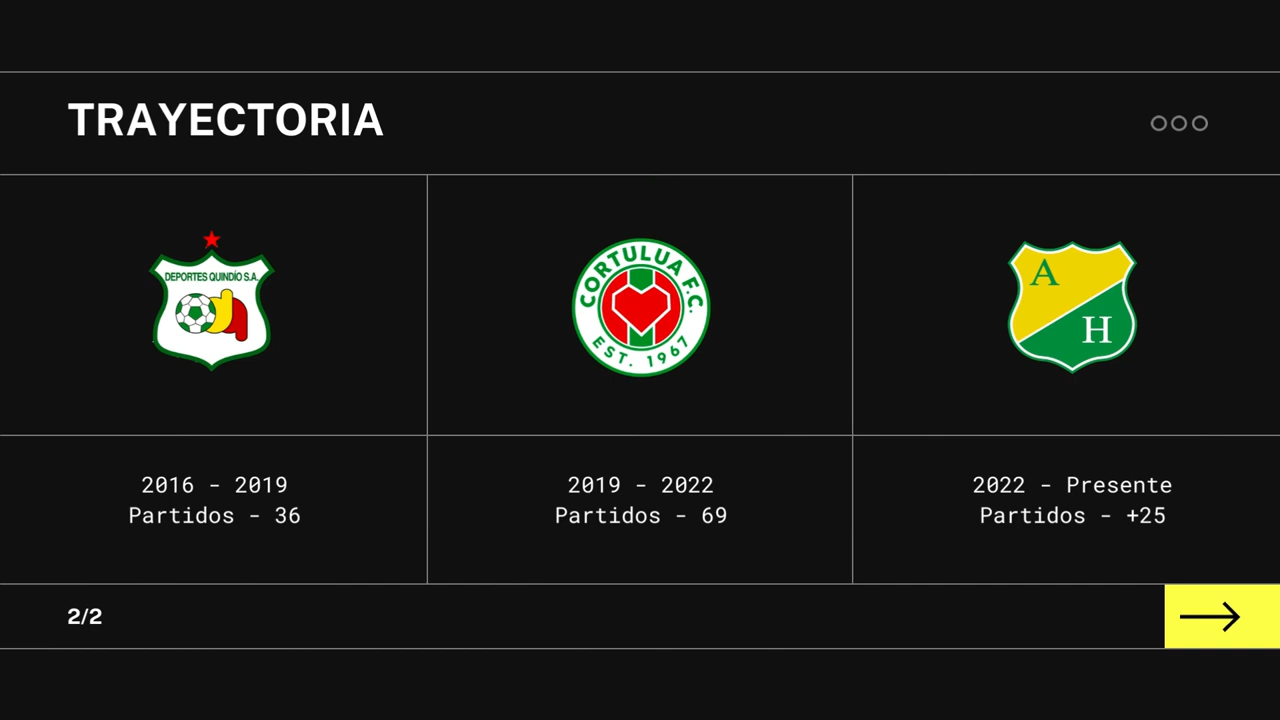 TRAYECTORIA
DEPORTES QUINDÍO S.A.
CORTULUA F.C.
EST. 1967
A
H
2016 - 2019
Partidos - 36
2019 - 2022
Partidos - 69
2022 - Presente
Partidos - +25
2/2